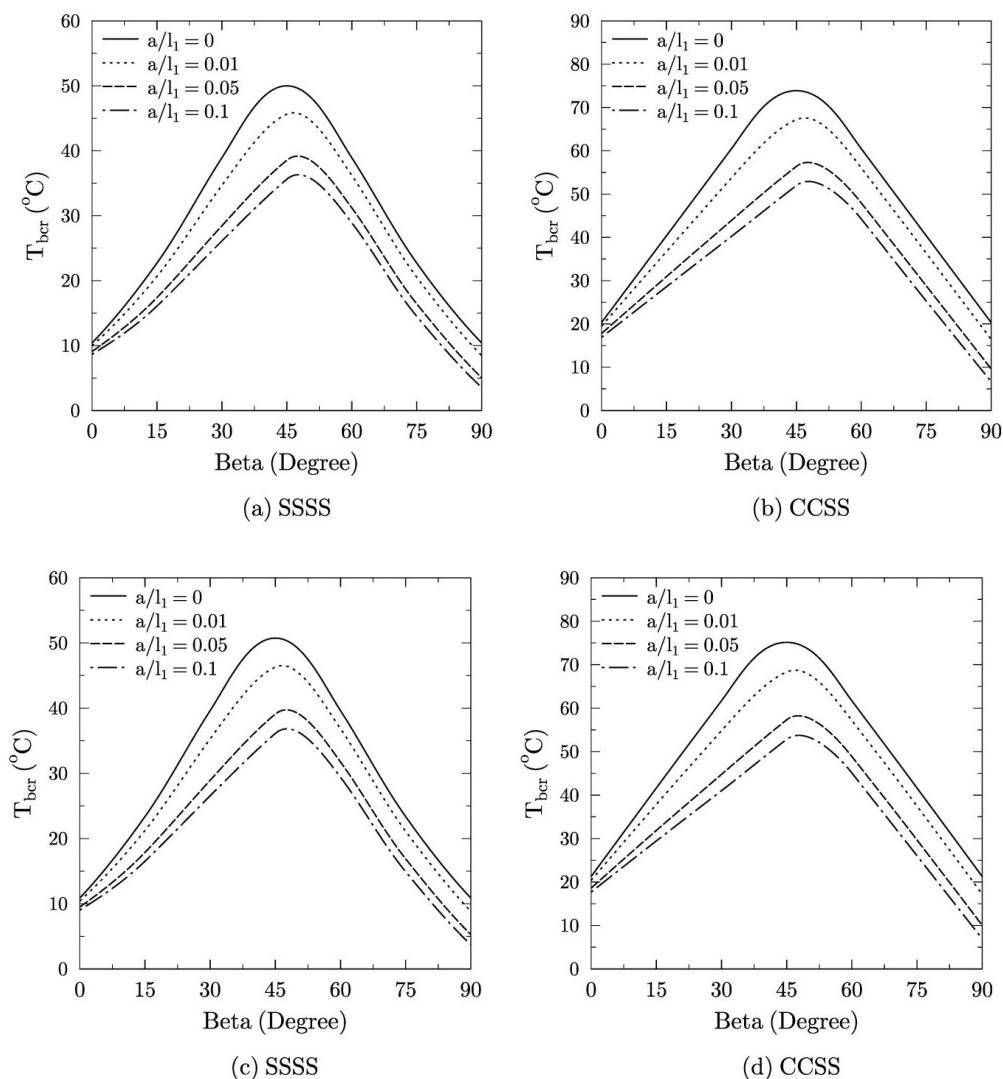 60
50
40
30
20
10
0
T_bcr (°C)
a/l₁ = 0
a/l₁ = 0.01
a/l₁ = 0.05
a/l₁ = 0.1
0 15 30 45 60 75 90
Beta (Degree)
(a) SSSS
90
80
70
60
50
40
30
20
10
0
T_bcr (°C)
a/l₁ = 0
a/l₁ = 0.01
a/l₁ = 0.05
a/l₁ = 0.1
0 15 30 45 60 75 90
Beta (Degree)
(b) CCSS
60
50
40
30
20
10
0
T_bcr (°C)
a/l₁ = 0
a/l₁ = 0.01
a/l₁ = 0.05
a/l₁ = 0.1
0 15 30 45 60 75 90
Beta (Degree)
(c) SSSS
90
80
70
60
50
40
30
20
10
0
T_bcr (°C)
a/l₁ = 0
a/l₁ = 0.01
a/l₁ = 0.05
a/l₁ = 0.1
0 15 30 45 60 75 90
Beta (Degree)
(d) CCSS